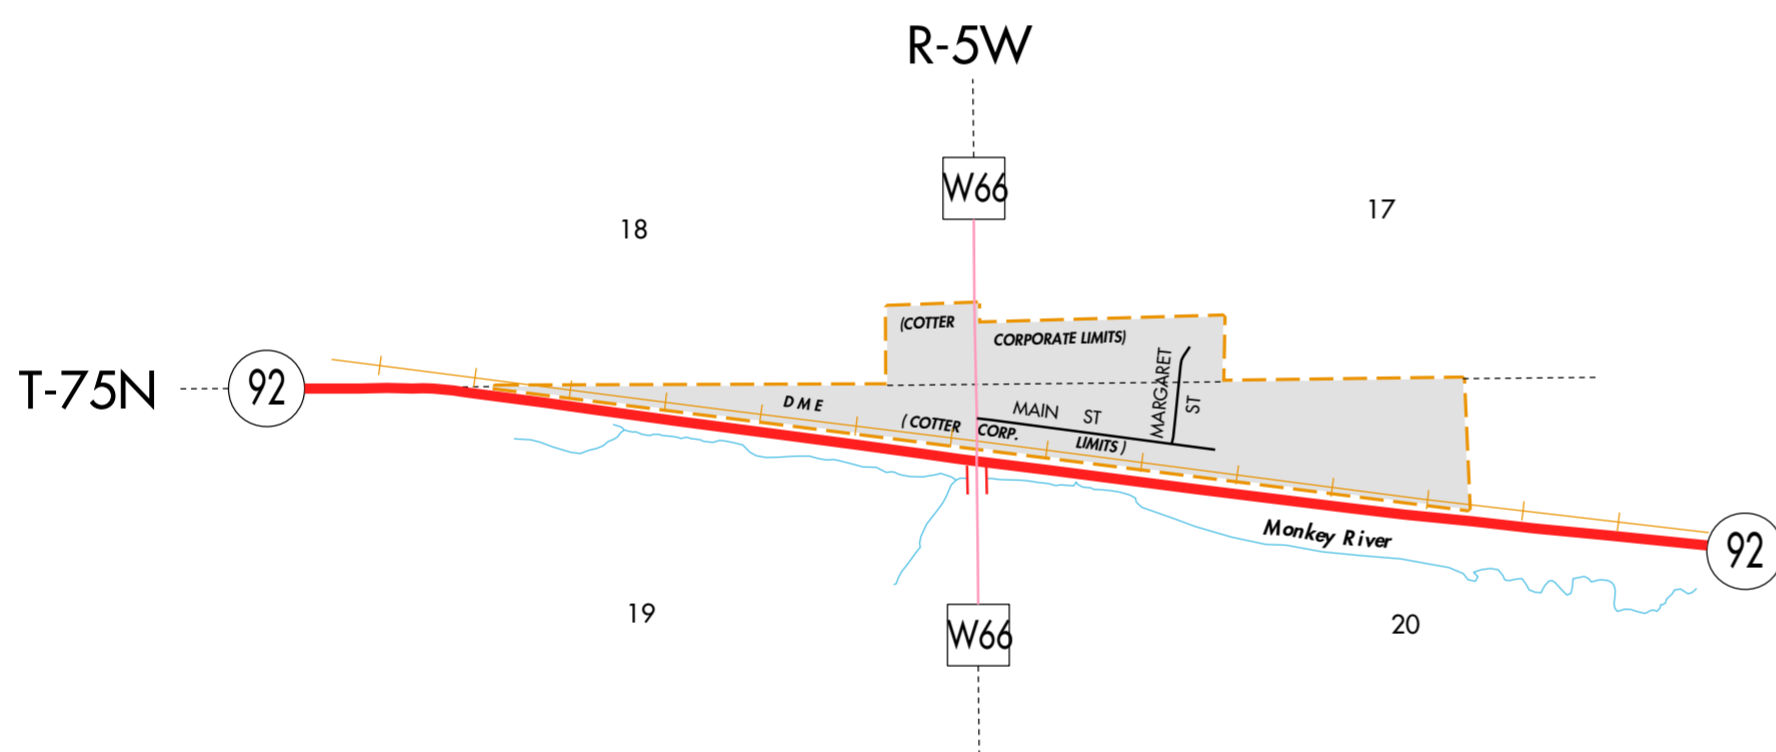 R-5W
W66
17
18
(COTTER
CORPORATE LIMITS)
MARGARET
ST
T-75N
92
DME
MAIN ST
(COTTER CORP. LIMITS)
Monkey River
92
19
20
W66